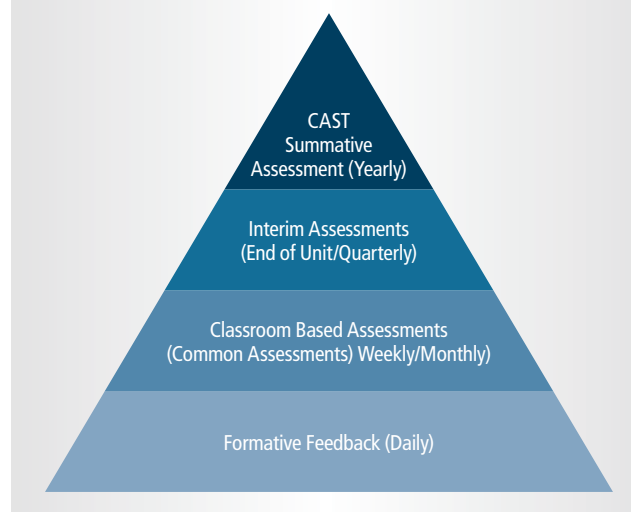 CAST
Summative
Assessment (Yearly)
Interim Assessments
(End of Unit/Quarterly)
Classroom Based Assessments
(Common Assessments) Weekly/Monthly)
Formative Feedback (Daily)